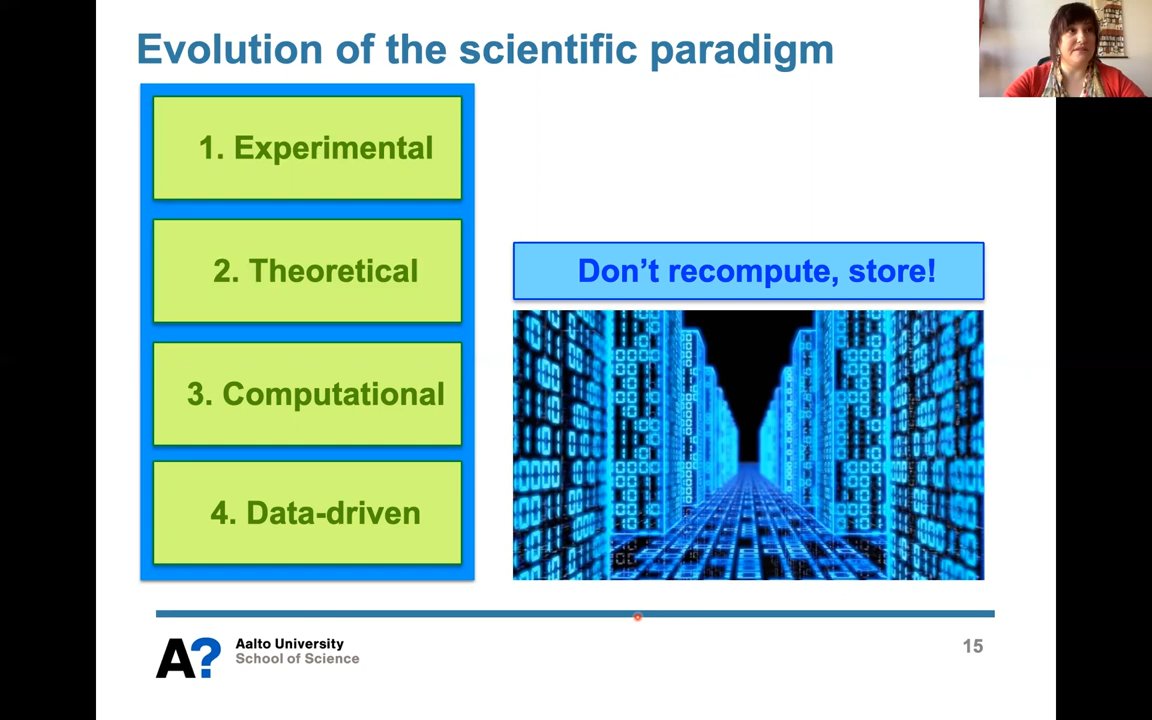 Evolution of the scientific paradigm
1. Experimental
2. Theoretical
3. Computational
4. Data-driven
Don't recompute, store!
A?
Aalto University
School of Science
15